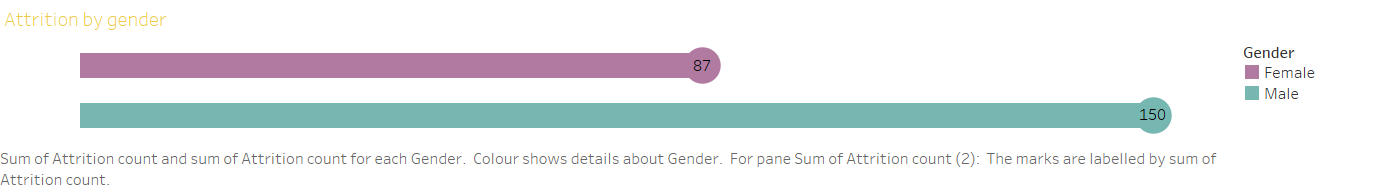 Attrition by gender
87
150
Gender
Female
Male
Sum of Attrition count and sum of Attrition count for each Gender.  Colour shows details about Gender.  For pane Sum of Attrition count (2):  The marks are labelled by sum of
Attrition count.